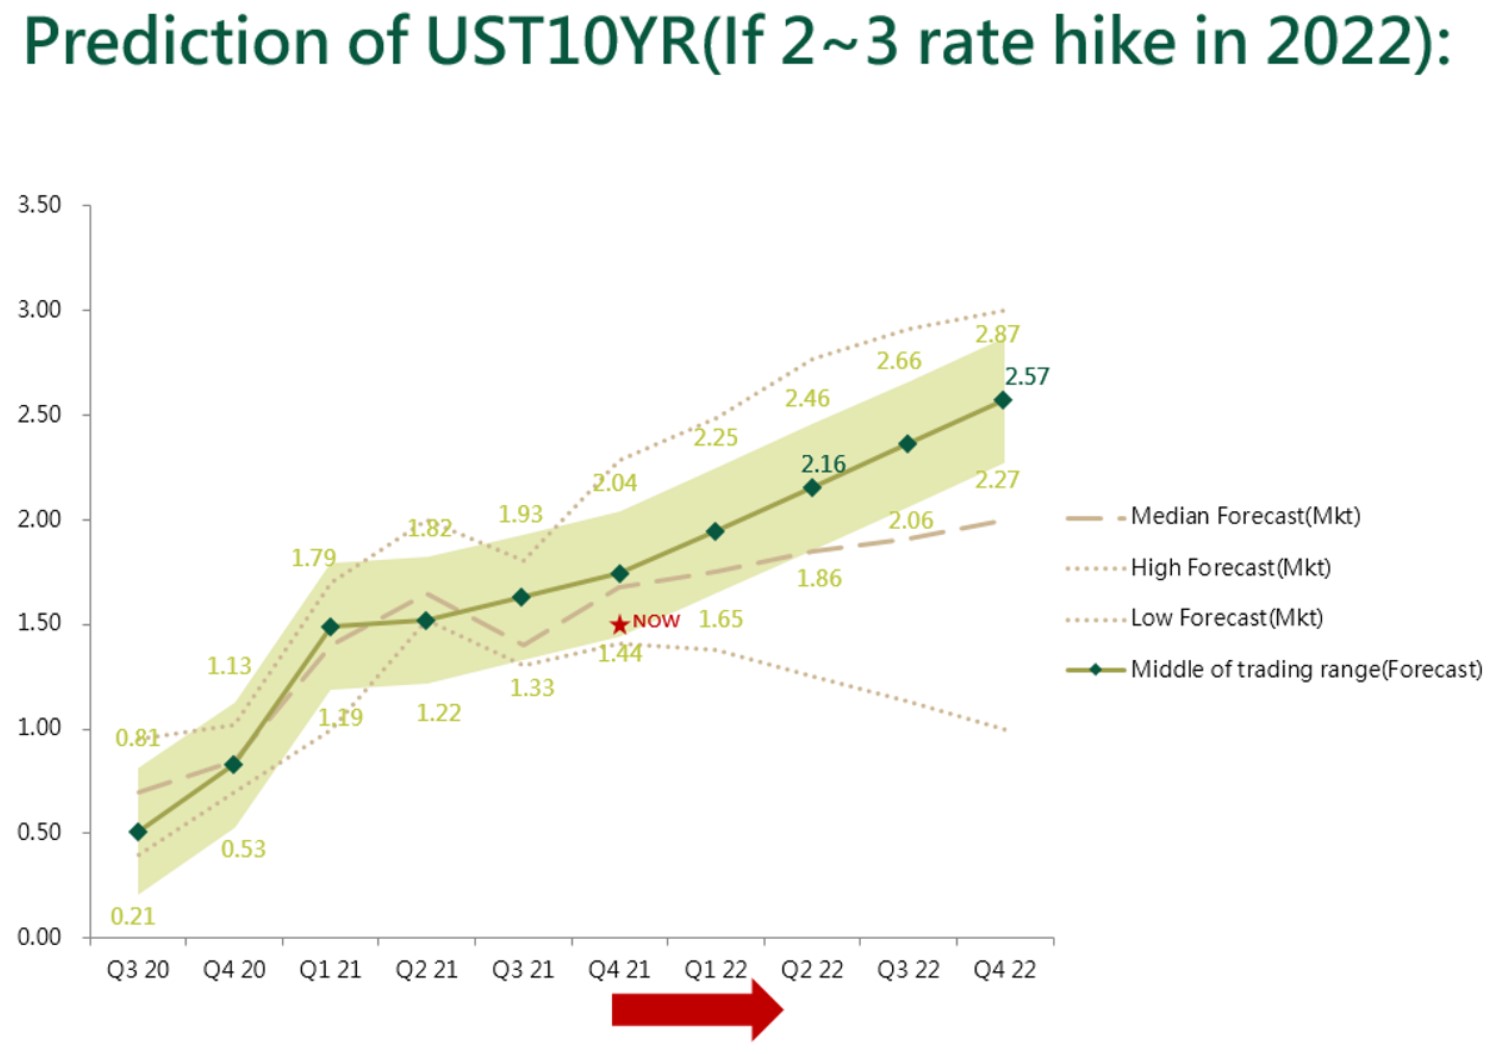 Prediction of UST10YR(If 2~3 rate hike in 2022):
3.50
3.00
2.50
2.00
1.50
1.00
0.50
0.00
0.81
1.13
1.79
1.82
1.93
2.04
2.25
2.46
2.66
2.87
2.57
2.16
0.21
0.53
1.19
1.22
1.33
1.44
1.65
1.86
2.06
2.27
NOW
Q3 20
Q4 20
Q1 21
Q2 21
Q3 21
Q4 21
Q1 22
Q2 22
Q3 22
Q4 22
Median Forecast(Mkt)
High Forecast(Mkt)
Low Forecast(Mkt)
Middle of trading range(Forecast)